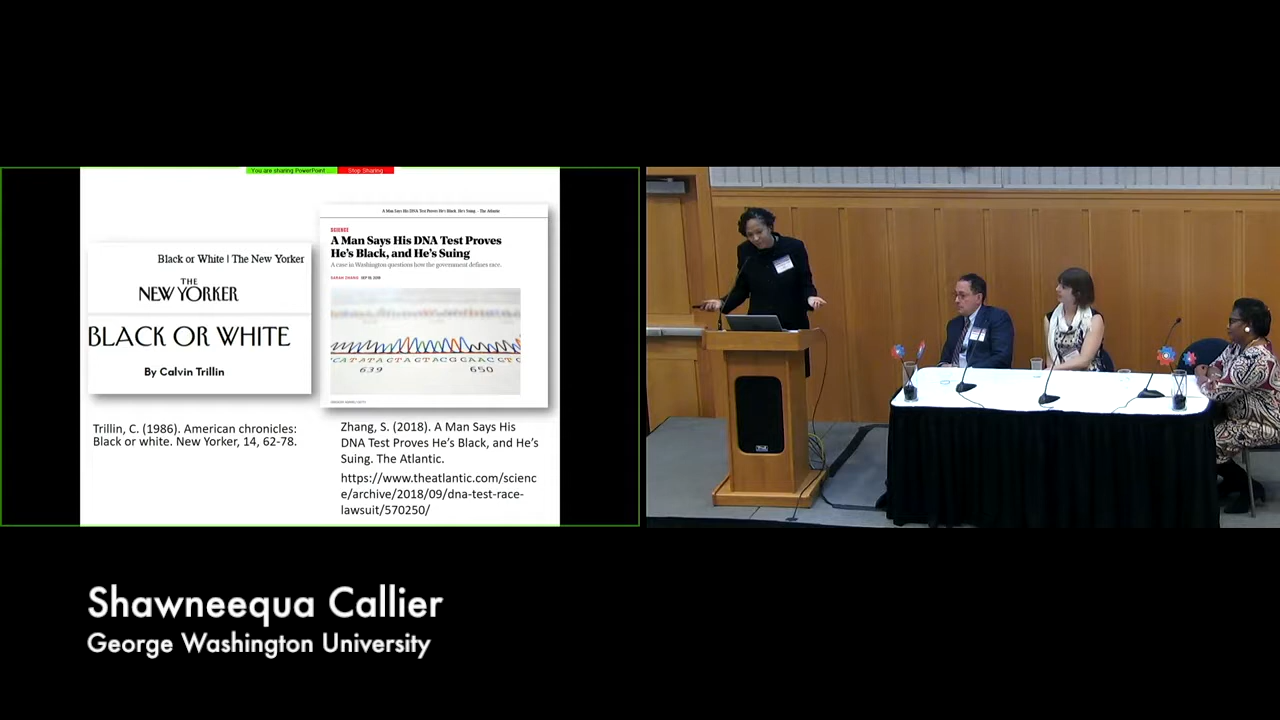 You are sharing PowerPoint ...
Stop Sharing
Black or White | The New Yorker
THE
NEW YORKER
BLACK OR WHITE
By Calvin Trillin
Trillin, C. (1986). American chronicles:
Black or white. New Yorker, 14, 62-78.
A Man Says His DNA Test Proves He's Black, He's Suing. - The Atlantic
SCIENCE
A Man Says His DNA Test Proves
He's Black, and He's Suing
A case in Washington questions how the government defines race.
SARAH ZHANG SEP 19, 2018
639
650
Zhang, S. (2018). A Man Says His
DNA Test Proves He's Black, and He's
Suing. The Atlantic.
https://www.theatlantic.com/scienc
e/archive/2018/09/dna-test-race-
lawsuit/570250/
Shawneequa Callier
George Washington University